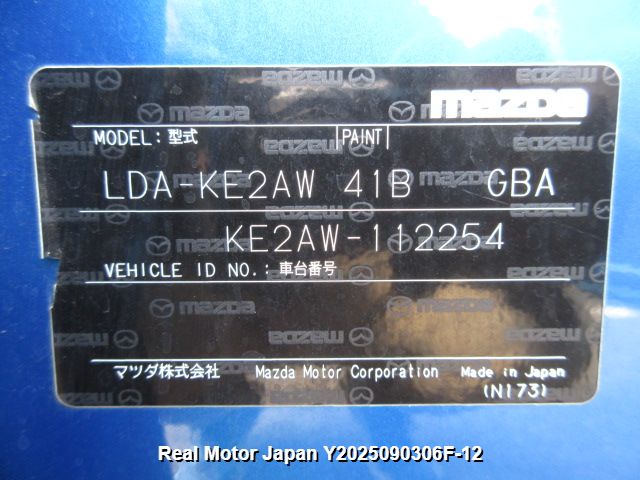 mazda
MODEL: 型式 PAINT
LDA-KE2AW 41B GBA
KE2AW-112254
VEHICLE ID NO.: 車台番号
マツダ株式会社 Mazda Motor Corporation Made in Japan
(N173)
Real Motor Japan Y2025090306F-12